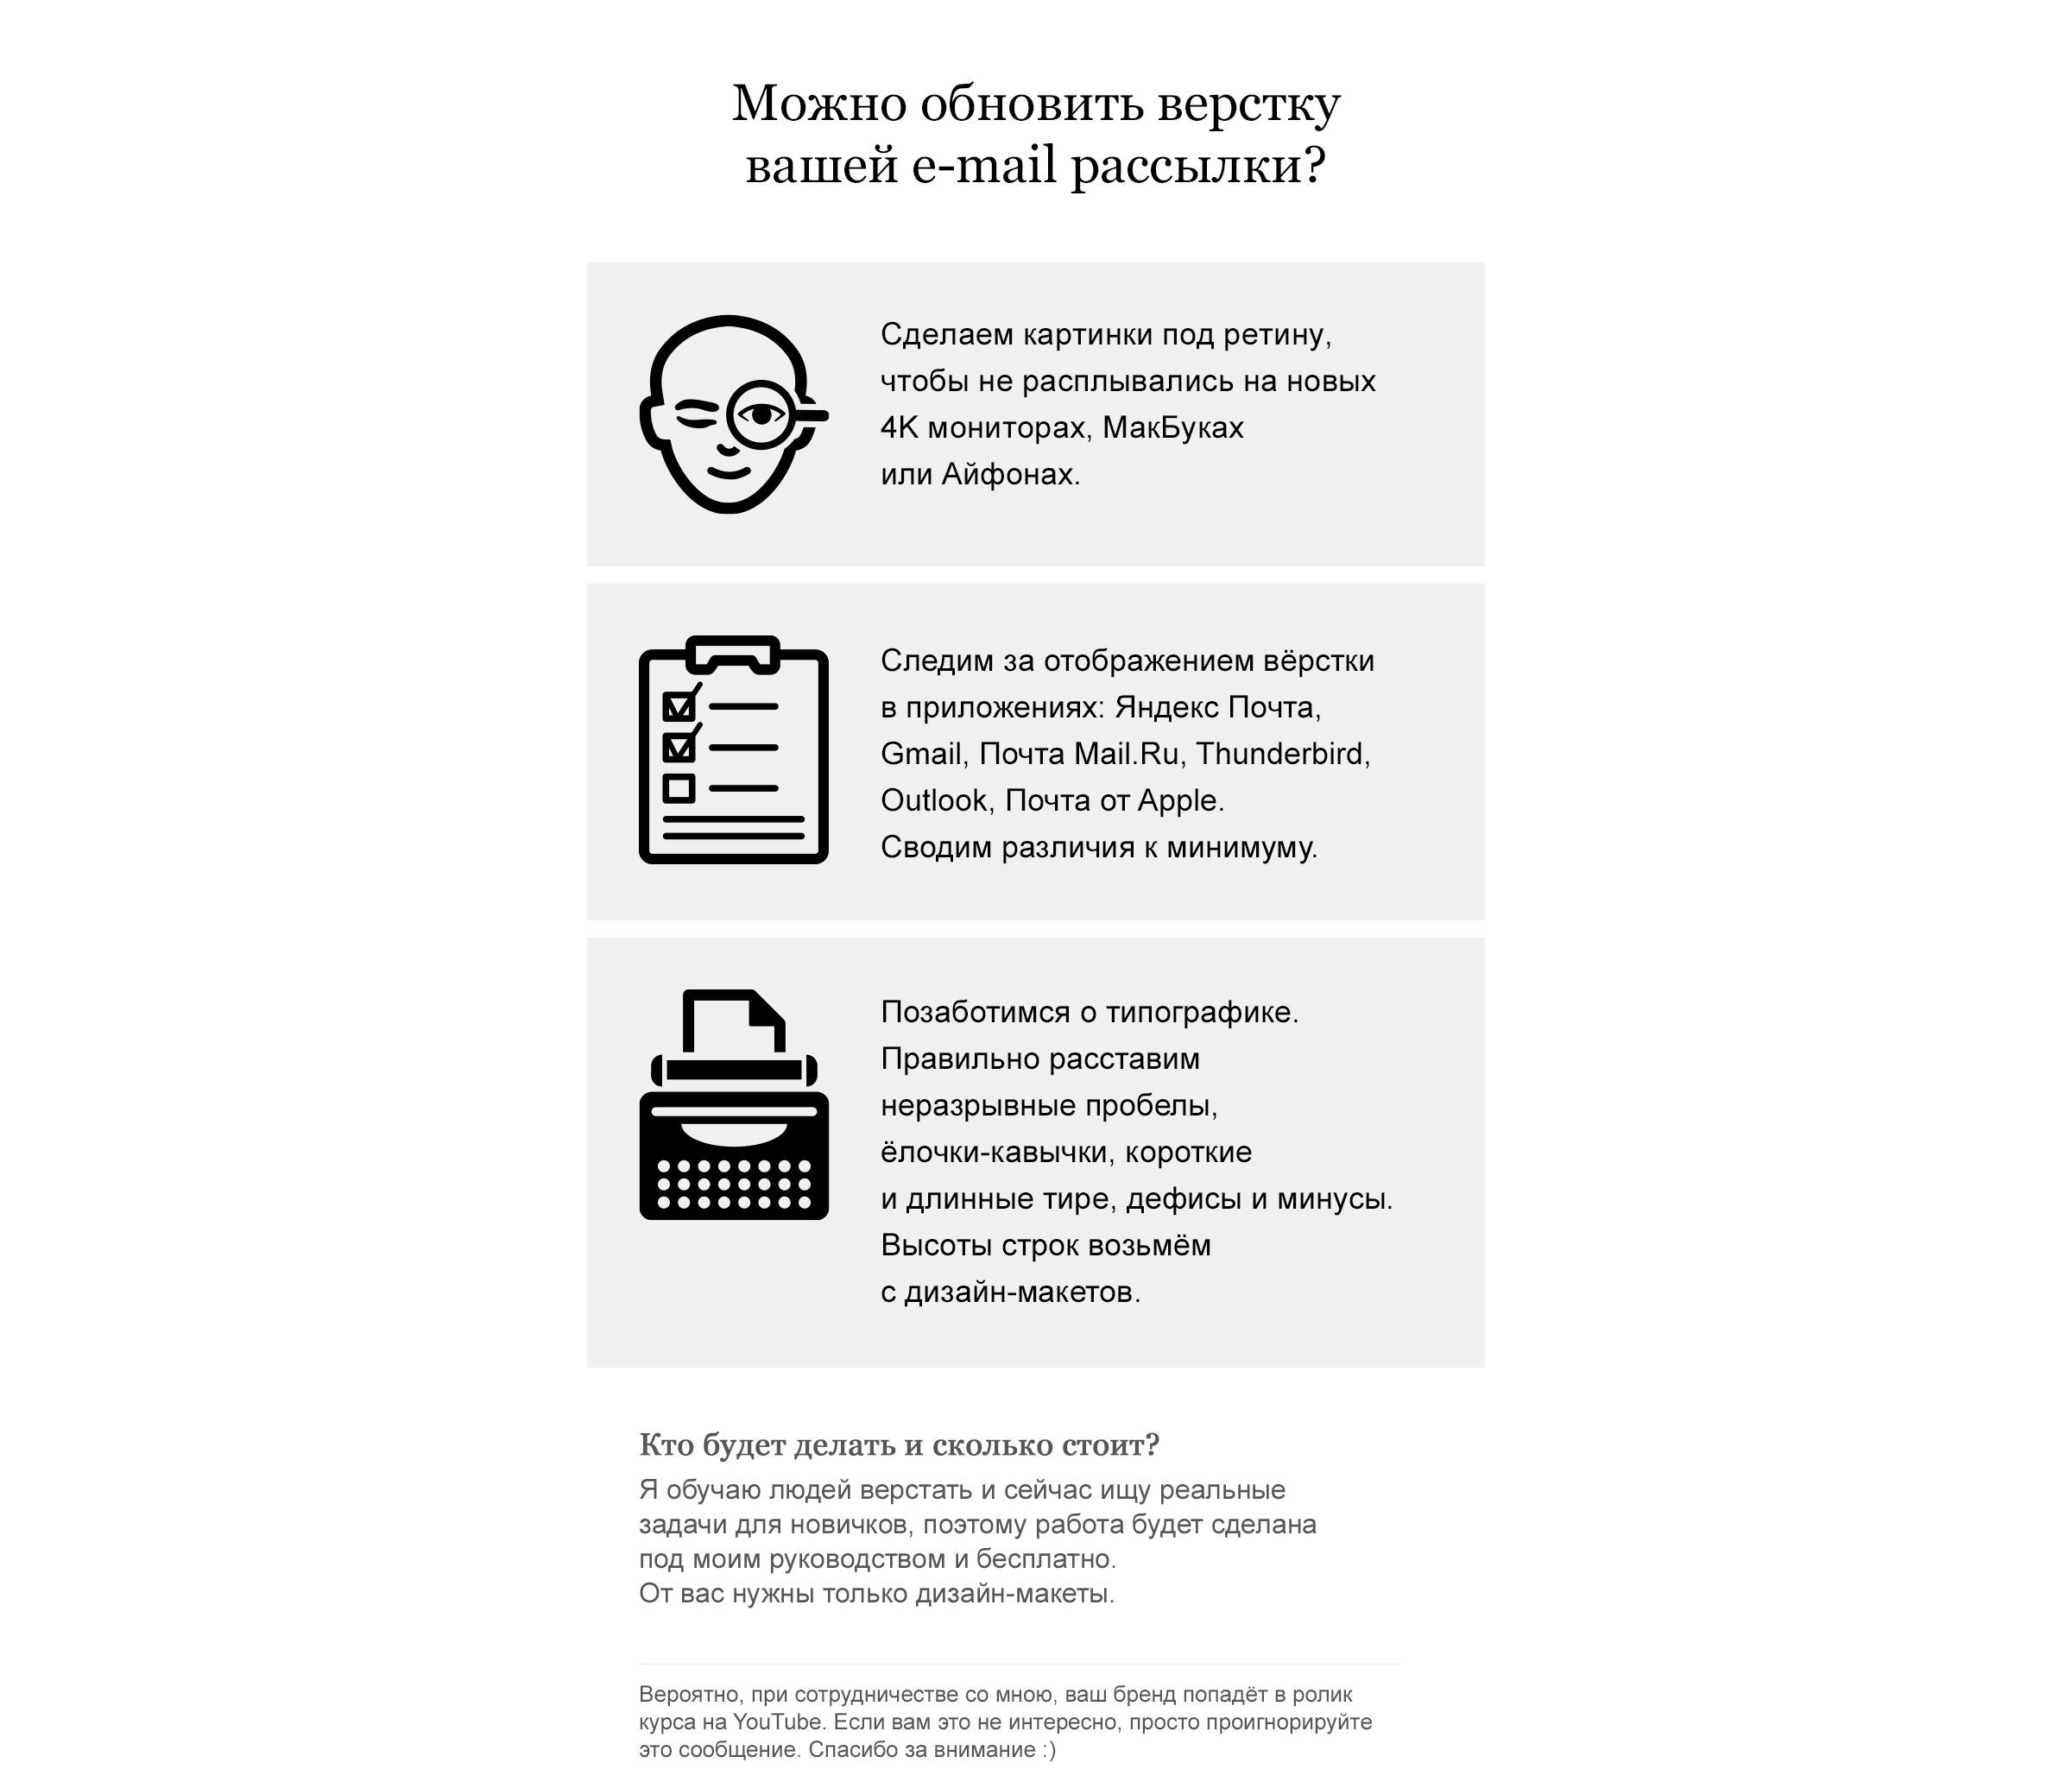 Можно обновить верстку
вашей e-mail рассылки?
Сделаем картинки под ретину,
чтобы не расплывались на новых
4К мониторах, МакБуках
или Айфонах.
Следим за отображением вёрстки
в приложениях: Яндекс Почта,
Gmail, Почта Mail.Ru, Thunderbird,
Outlook, Почта от Apple.
Сводим различия к минимуму.
Позаботимся о типографике.
Правильно расставим
неразрывные пробелы,
ёлочки-кавычки, короткие
и длинные тире, дефисы и минусы.
Высоты строк возьмём
с дизайн-макетов.
Кто будет делать и сколько стоит?
Я обучаю людей верстать и сейчас ищу реальные
задачи для новичков, поэтому работа будет сделана
под моим руководством и бесплатно.
От вас нужны только дизайн-макеты.
Вероятно, при сотрудничестве со мною, ваш бренд попадёт в ролик
курса на YouTube. Если вам это не интересно, просто проигнорируйте
это сообщение. Спасибо за внимание :)